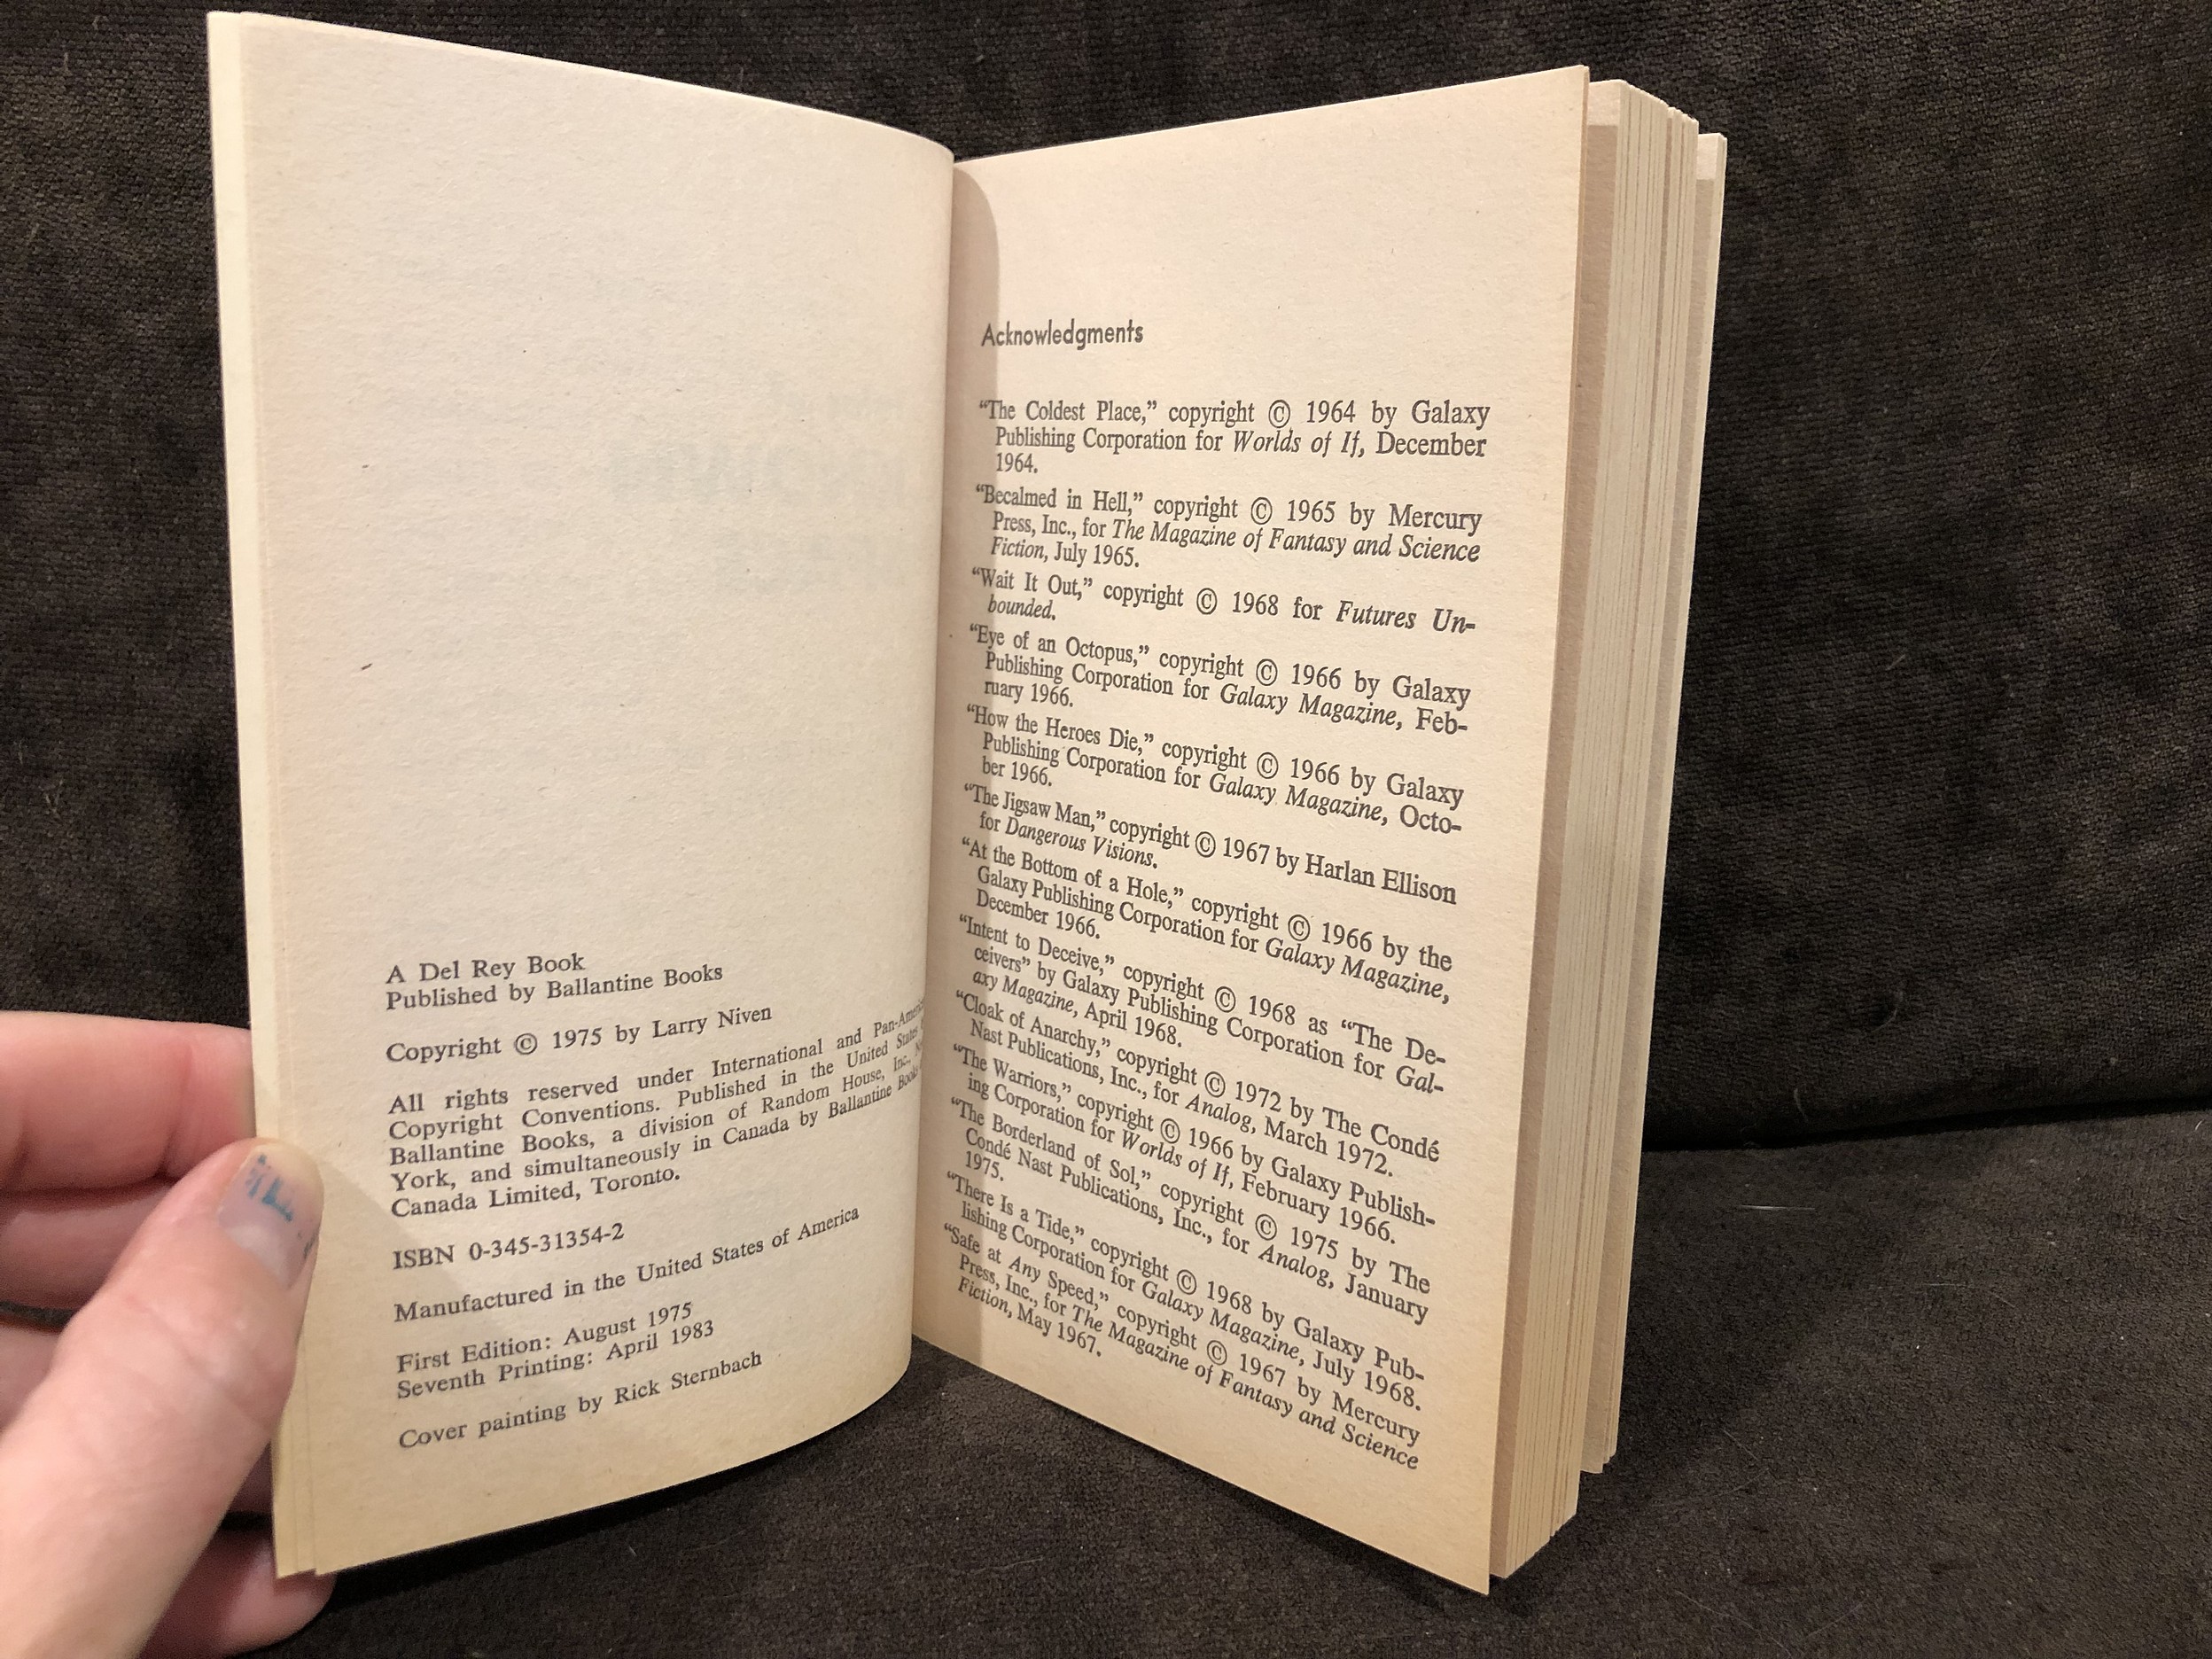 A Del Rey Book
Published by Ballantine Books
Copyright © 1975 by Larry Niven
All rights reserved under International and Pan-American
Copyright Conventions. Published in the United States
Ballantine Books, a division of Random House, Inc.,
York, and simultaneously in Canada by Ballantine Books
Canada Limited, Toronto.
ISBN 0-345-31354-2
Manufactured in the United States of America
First Edition: August 1975
Seventh Printing: April 1983
Cover painting by Rick Sternbach
Acknowledgments
“The Coldest Place,” copyright © 1964 by Galaxy
Publishing Corporation for Worlds of If, December
1964.
“Becalmed in Hell,” copyright © 1965 by Mercury
Press, Inc., for The Magazine of Fantasy and Science
Fiction, July 1965.
“Wait It Out,” copyright © 1968 for Futures Un-
bounded.
“Eye of an Octopus,” copyright © 1966 by Galaxy
Publishing Corporation for Galaxy Magazine, Feb-
ruary 1966.
“How the Heroes Die,” copyright © 1966 by Galaxy
Publishing Corporation for Galaxy Magazine, Octo-
ber 1966.
“The Jigsaw Man,” copyright © 1967 by Harlan Ellison
for Dangerous Visions.
“At the Bottom of a Hole,” copyright © 1966 by the
Galaxy Publishing Corporation for Galaxy Magazine,
December 1966.
“Intent to Deceive,” copyright © 1968 as “The De-
ceivers” by Galaxy Publishing Corporation for Gal-
axy Magazine, April 1968.
“Cloak of Anarchy,” copyright © 1972 by The Condé
Nast Publications, Inc., for Analog, March 1972.
“The Warriors,” copyright © 1966 by Galaxy Publish-
ing Corporation for Worlds of If, February 1966.
“The Borderland of Sol,” copyright © 1975 by The
Condé Nast Publications, Inc., for Analog, January
1975.
“There Is a Tide,” copyright © 1968 by Galaxy Pub-
lishing Corporation for Galaxy Magazine, July 1968.
“Safe at Any Speed,” copyright © 1967 by Mercury
Press, Inc., for The Magazine of Fantasy and Science
Fiction, May 1967.